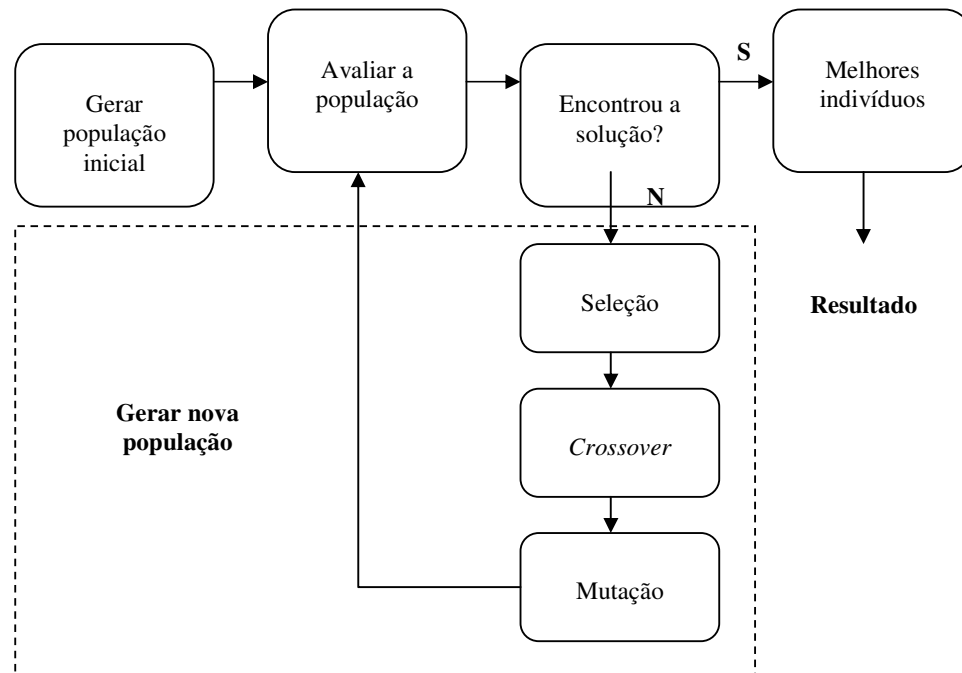 Gerar
população
inicial
Avaliar a
população
Encontrou a
solução?
S
Melhores
indivíduos
N
Resultado
Seleção
Gerar nova
população
Crossover
Mutação